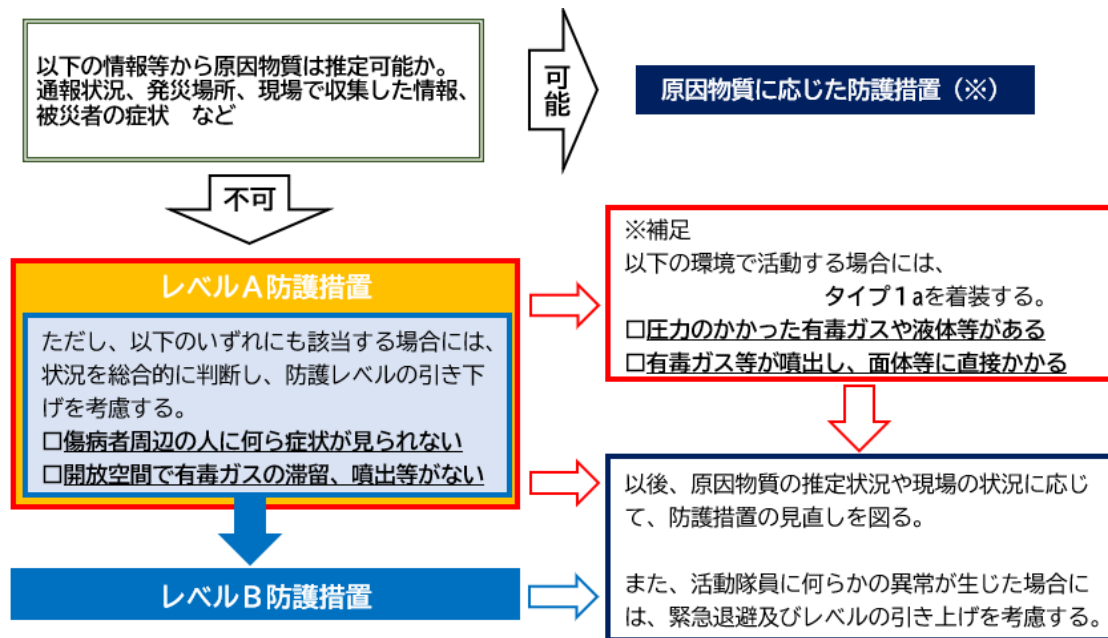 以下の情報等から原因物質は推定可能か。
通報状況、発災場所、現場で収集した情報、
被災者の症状　など
可能
原因物質に応じた防護措置（※）
不可
レベルA防護措置
ただし、以下のいずれにも該当する場合には、
状況を総合的に判断し、防護レベルの引き下
げを考慮する。
□傷病者周辺の人に何ら症状が見られない
□開放空間で有毒ガスの滞留、噴出等がない
※補足
以下の環境で活動する場合には、
タイプ１aを着装する。
□圧力のかかった有毒ガスや液体等がある
□有毒ガス等が噴出し、面体等に直接かかる
レベルB防護措置
以後、原因物質の推定状況や現場の状況に応じ
て、防護措置の見直しを図る。
また、活動隊員に何らかの異常が生じた場合に
は、緊急退避及びレベルの引き上げを考慮する。